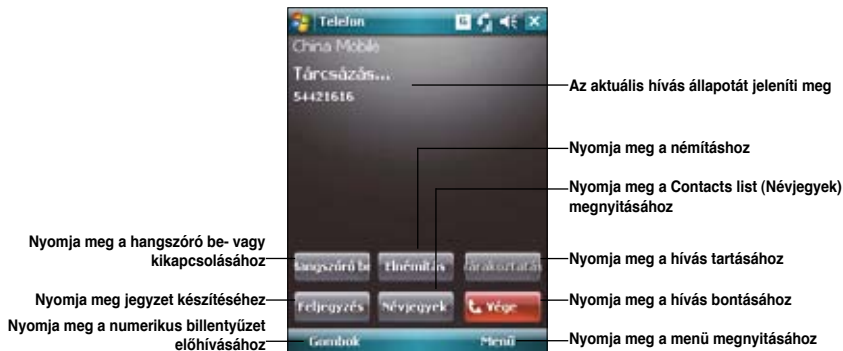 Telefon
China Mobile
Tárcsázás...
54421616
Az aktuális hívás állapotát jeleníti meg
Nyomja meg a némításhoz
Nyomja meg a Contacts list (Névjegyek)
megnyitásához
Nyomja meg a hangszóró be- vagy
kikapcsolásához
Elnémítás
Nyomja meg a hívás tartásához
Nyomja meg jegyzet készítéséhez
Feljegyzés
Névjegyek
Vége
Nyomja meg a hívás bontásához
Nyomja meg a numerikus billentyűzet
előhívásához
Gombok
Menü
Nyomja meg a menü megnyitásához